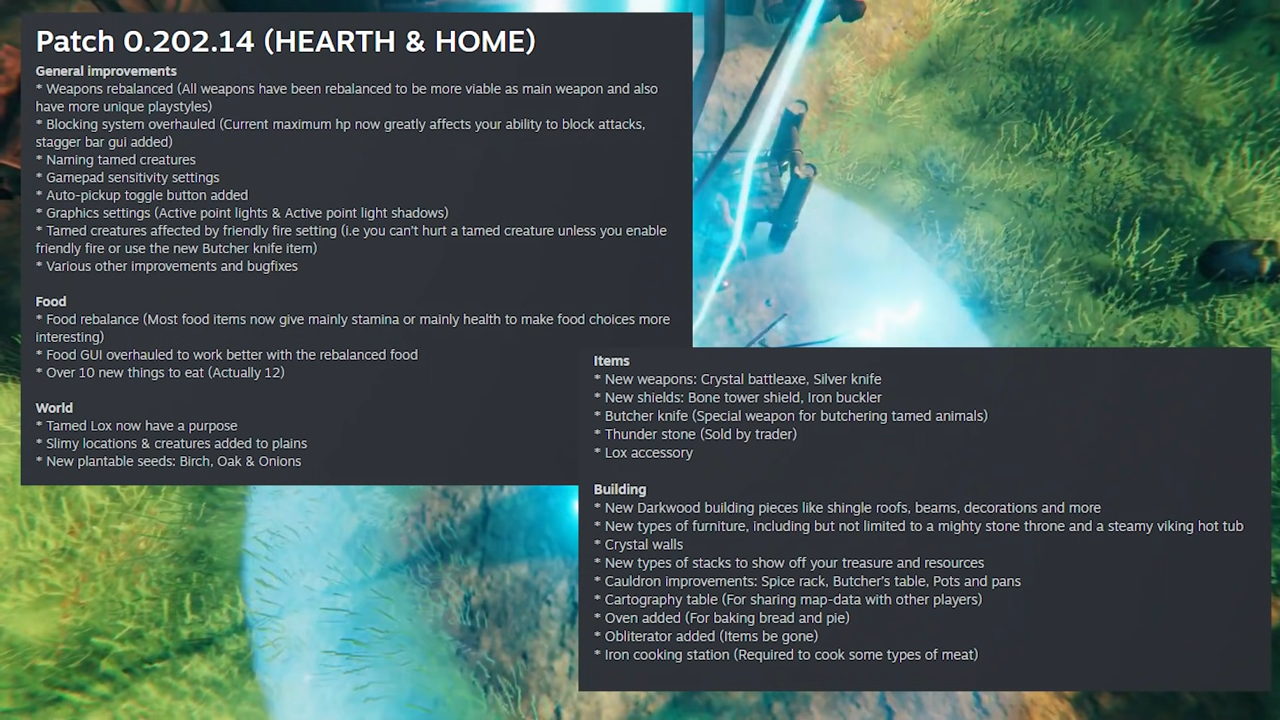 Patch 0.202.14 (HEARTH & HOME)
General improvements
* Weapons rebalanced (All weapons have been rebalanced to be more viable as main weapon and also
have more unique playstyles)
* Blocking system overhauled (Current maximum hp now greatly affects your ability to block attacks,
stagger bar gui added)
* Naming tamed creatures
* Gamepad sensitivity settings
* Auto-pickup toggle button added
* Graphics settings (Active point lights & Active point light shadows)
* Tamed creatures affected by friendly fire setting (i.e you can't hurt a tamed creature unless you enable
friendly fire or use the new Butcher knife item)
* Various other improvements and bugfixes
Food
* Food rebalance (Most food items now give mainly stamina or mainly health to make food choices more
interesting)
* Food GUI overhauled to work better with the rebalanced food
* Over 10 new things to eat (Actually 12)
World
* Tamed Lox now have a purpose
* Slimy locations & creatures added to plains
* New plantable seeds: Birch, Oak & Onions
Items
* New weapons: Crystal battleaxe, Silver knife
* New shields: Bone tower shield, Iron buckler
* Butcher knife (Special weapon for butchering tamed animals)
* Thunder stone (Sold by trader)
* Lox accessory
Building
* New Darkwood building pieces like shingle roofs, beams, decorations and more
* New types of furniture, including but not limited to a mighty stone throne and a steamy viking hot tub
* Crystal walls
* New types of stacks to show off your treasure and resources
* Cauldron improvements: Spice rack, Butcher's table, Pots and pans
* Cartography table (For sharing map-data with other players)
* Oven added (For baking bread and pie)
* Obliterator added (Items be gone)
* Iron cooking station (Required to cook some types of meat)